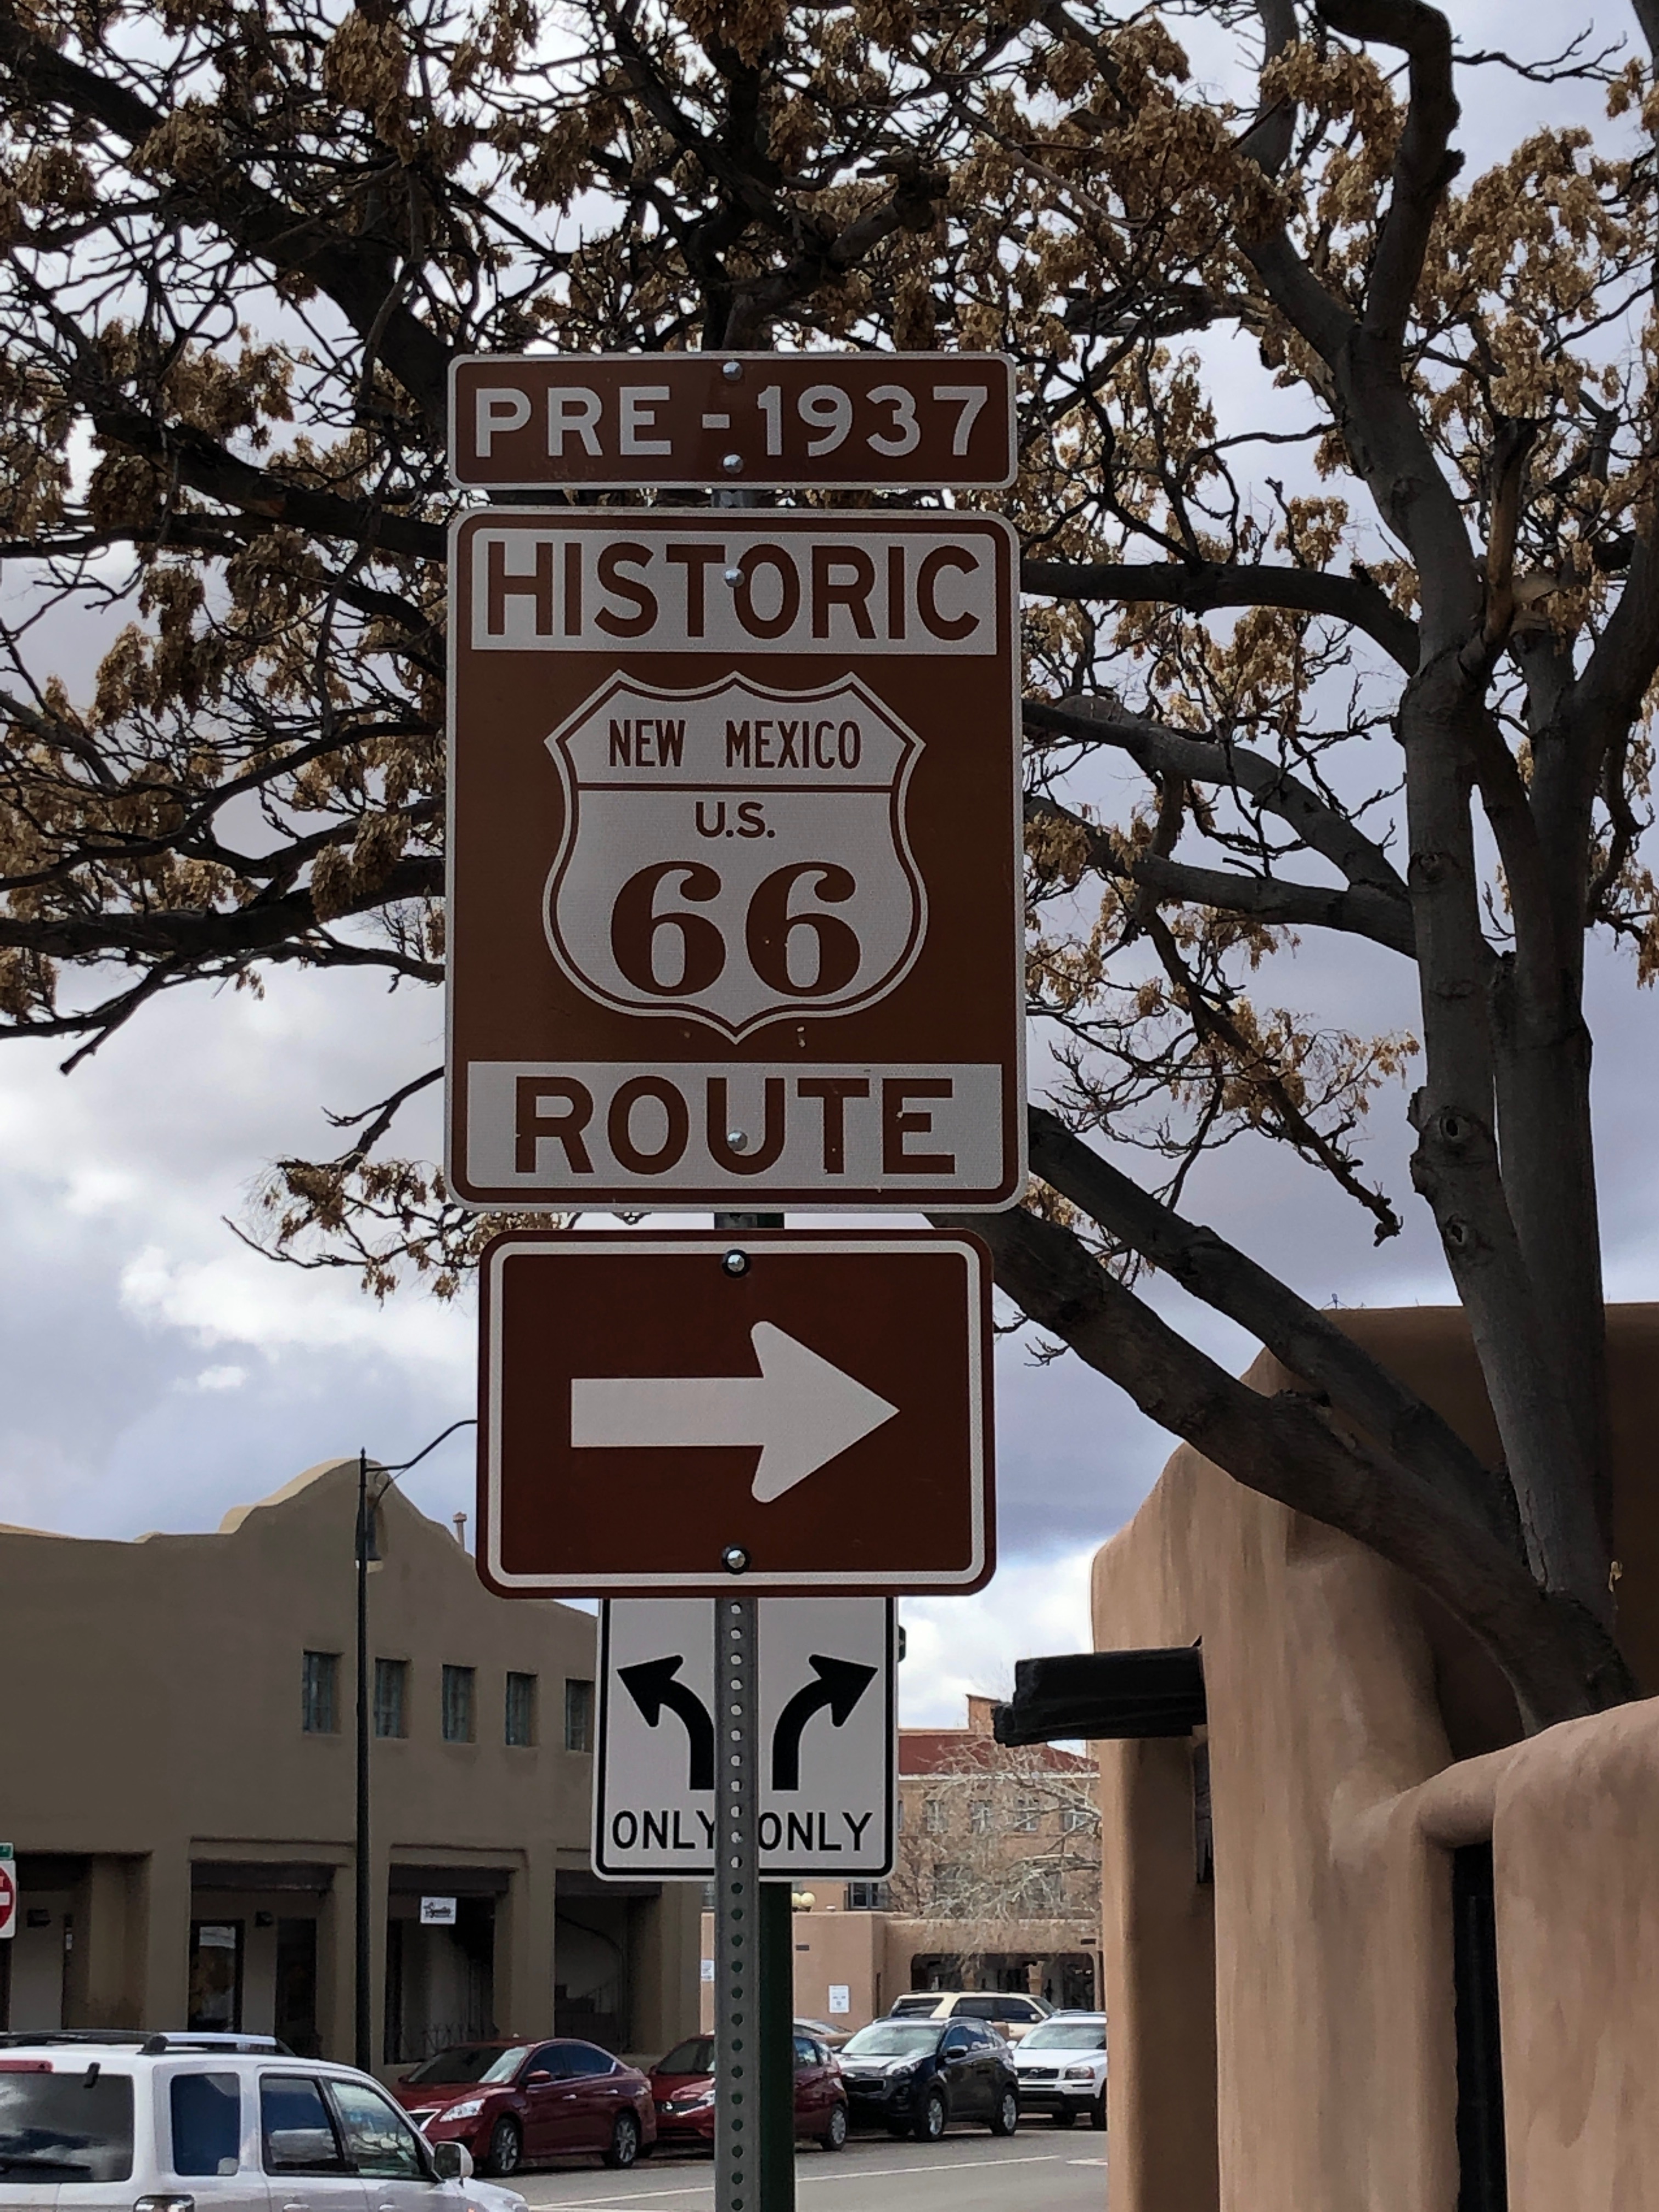 PRE-1937
HISTORIC
NEW MEXICO
U.S.
66
ROUTE
ONLY ONLY